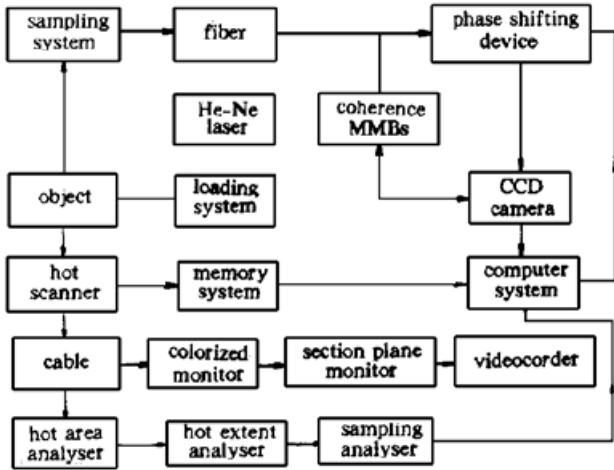 sampling
system
fiber
phase shifting
device
He-Ne
laser
coherence
MMBs
object
loading
system
CCD
camera
hot
scanner
memory
system
computer
system
cable
colorized
monitor
section plane
monitor
videocorder
hot area
analyser
hot extent
analyser
sampling
analyser